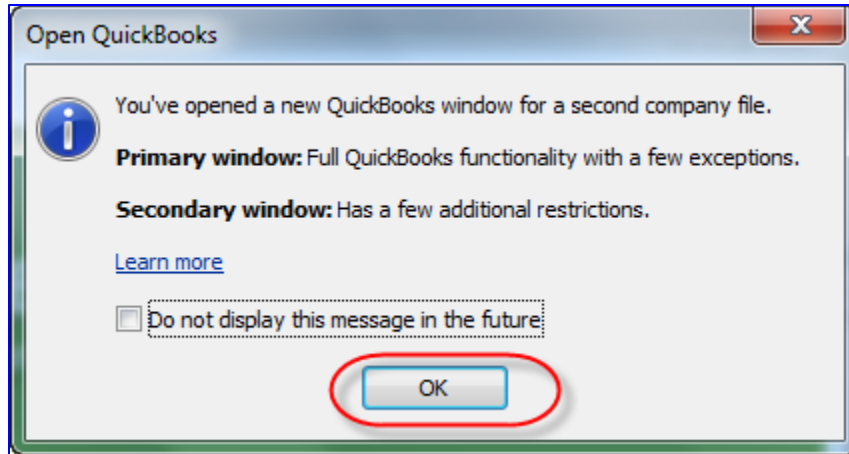 Open QuickBooks
You've opened a new QuickBooks window for a second company file.
Primary window: Full QuickBooks functionality with a few exceptions.
Secondary window: Has a few additional restrictions.
Learn more
Do not display this message in the future
OK